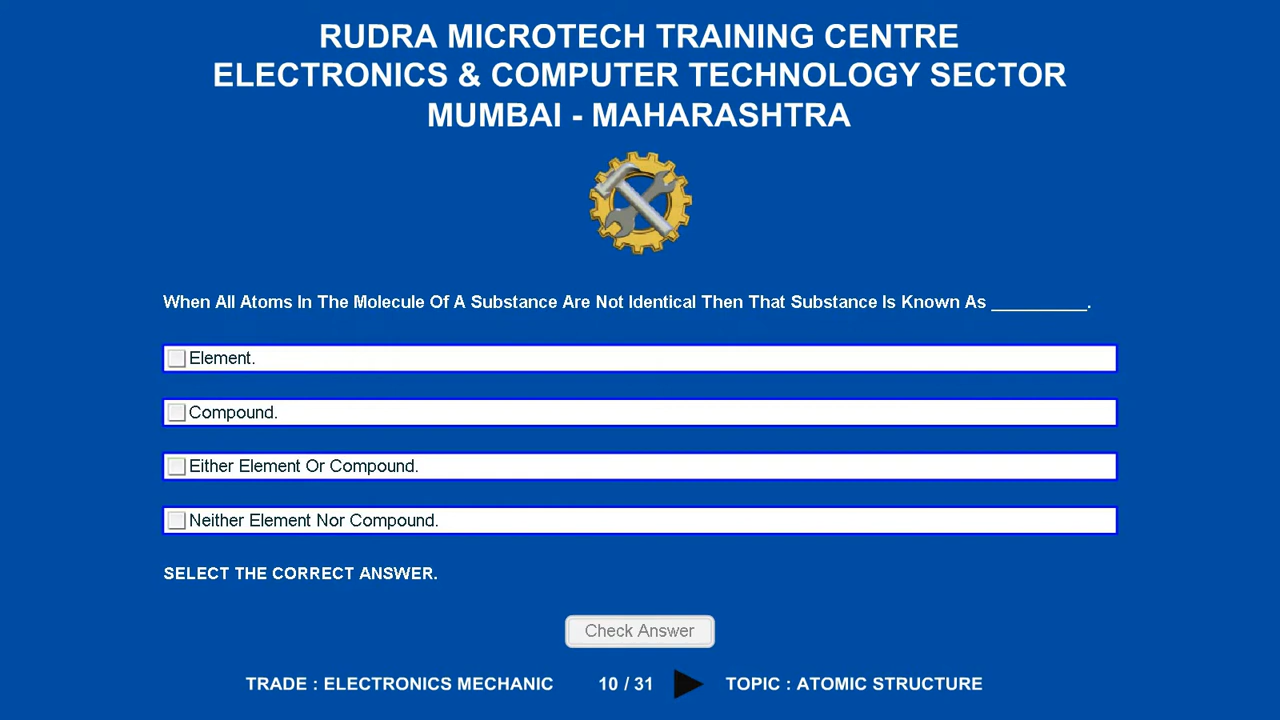 RUDRA MICROTECH TRAINING CENTRE
ELECTRONICS & COMPUTER TECHNOLOGY SECTOR
MUMBAI - MAHARASHTRA
When All Atoms In The Molecule Of A Substance Are Not Identical Then That Substance Is Known As __________.
Element.
Compound.
Either Element Or Compound.
Neither Element Nor Compound.
SELECT THE CORRECT ANSWER.
Check Answer
TRADE : ELECTRONICS MECHANIC 10 / 31 TOPIC : ATOMIC STRUCTURE